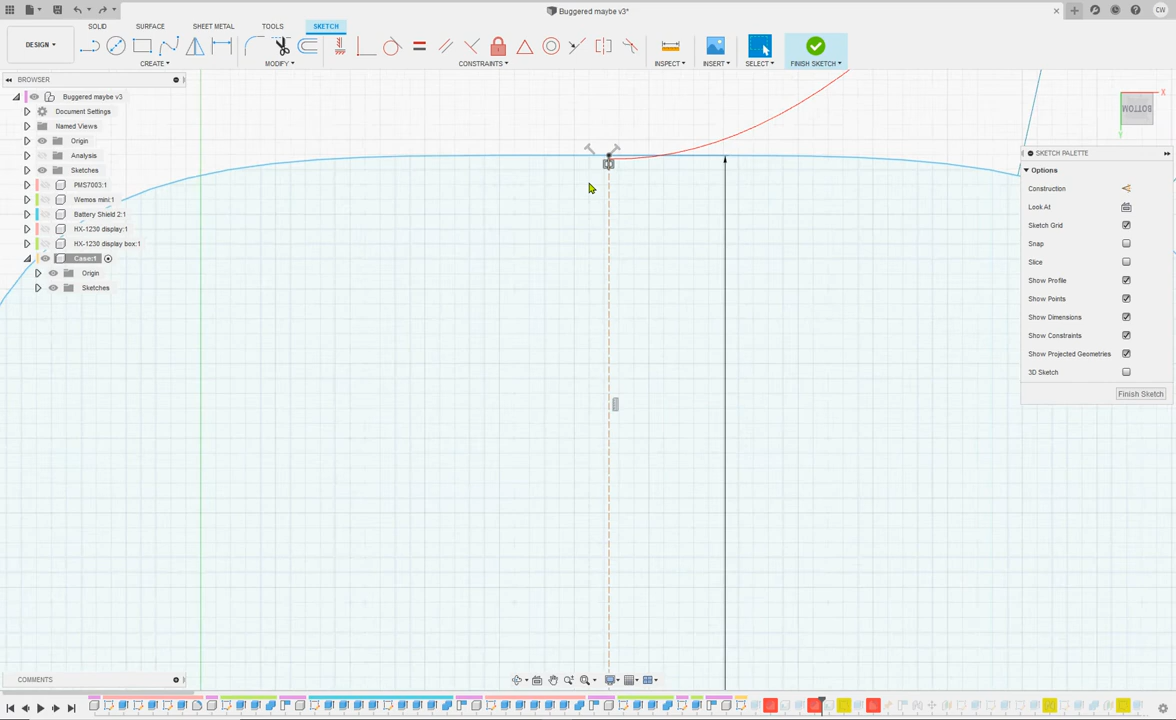 Buggered maybe v3*
CW
SOLID
SURFACE
SHEET METAL
TOOLS
SKETCH
DESIGN
CREATE
MODIFY
CONSTRAINTS
INSPECT
INSERT
SELECT
FINISH SKETCH
BROWSER
Buggered maybe v3
Document Settings
Named Views
Origin
Analysis
Sketches
PMS7003:1
Wemos mini:1
Battery Shield 2:1
HX-1230 display:1
HX-1230 display box:1
Case:1
Origin
Sketches
X
BOTTOM
Y
SKETCH PALETTE
Options
Construction
Look At
Sketch Grid
Snap
Slice
Show Profile
Show Points
Show Dimensions
Show Constraints
Show Projected Geometries
3D Sketch
Finish Sketch
COMMENTS